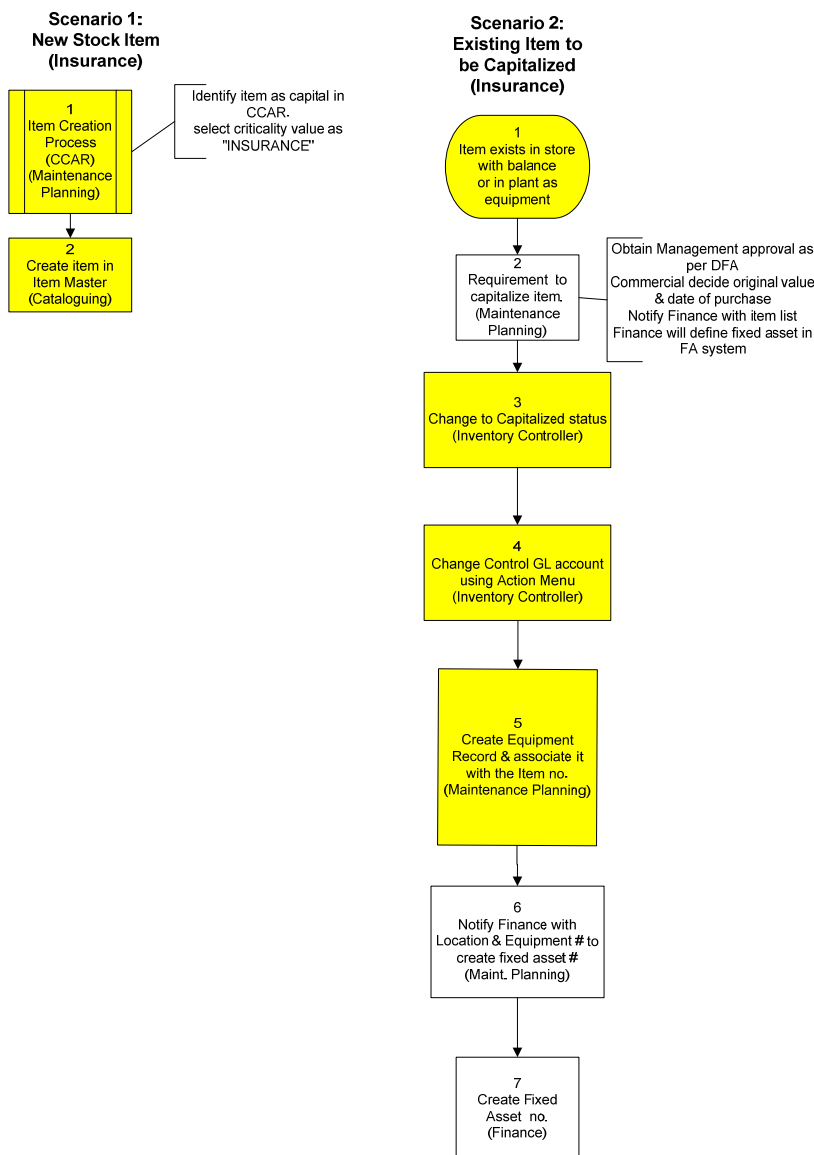 Scenario 1:
New Stock Item
(Insurance)
1
Item Creation
Process
(CCAR)
(Maintenance
Planning)
Identify item as capital in
CCAR.
select criticality value as
"INSURANCE"
2
Create item in
Item Master
(Cataloguing)
Scenario 2:
Existing Item to
be Capitalized
(Insurance)
1
Item exists in store
with balance
or in plant as
equipment
2
Requirement to
capitalize item.
(Maintenance
Planning)
Obtain Management approval as
per DFA
Commercial decide original value
& date of purchase
Notify Finance with item list
Finance will define fixed asset in
FA system
3
Change to Capitalized status
(Inventory Controller)
4
Change Control GL account
using Action Menu
(Inventory Controller)
5
Create Equipment
Record & associate it
with the Item no.
(Maintenance Planning)
6
Notify Finance with
Location & Equipment # to
create fixed asset #
(Maint. Planning)
7
Create Fixed
Asset no.
(Finance)